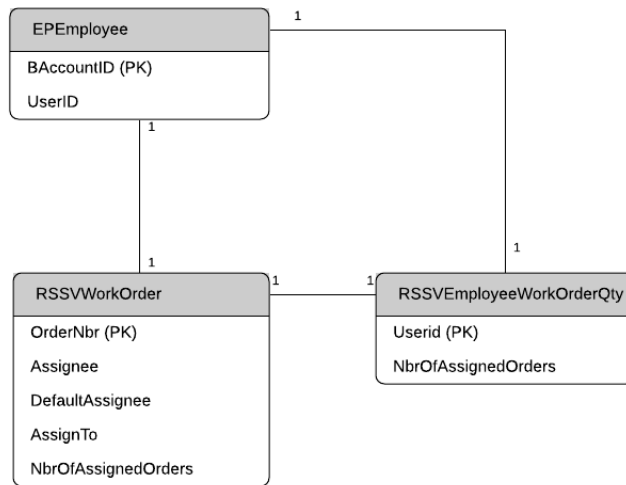 EPEmployee
BAccountID (PK)
UserID
1
1
1
1
RSSVWorkOrder
OrderNbr (PK)
Assignee
DefaultAssignee
AssignTo
NbrOfAssignedOrders
1
1
RSSVEmployeeWorkOrderQty
Userid (PK)
NbrOfAssignedOrders